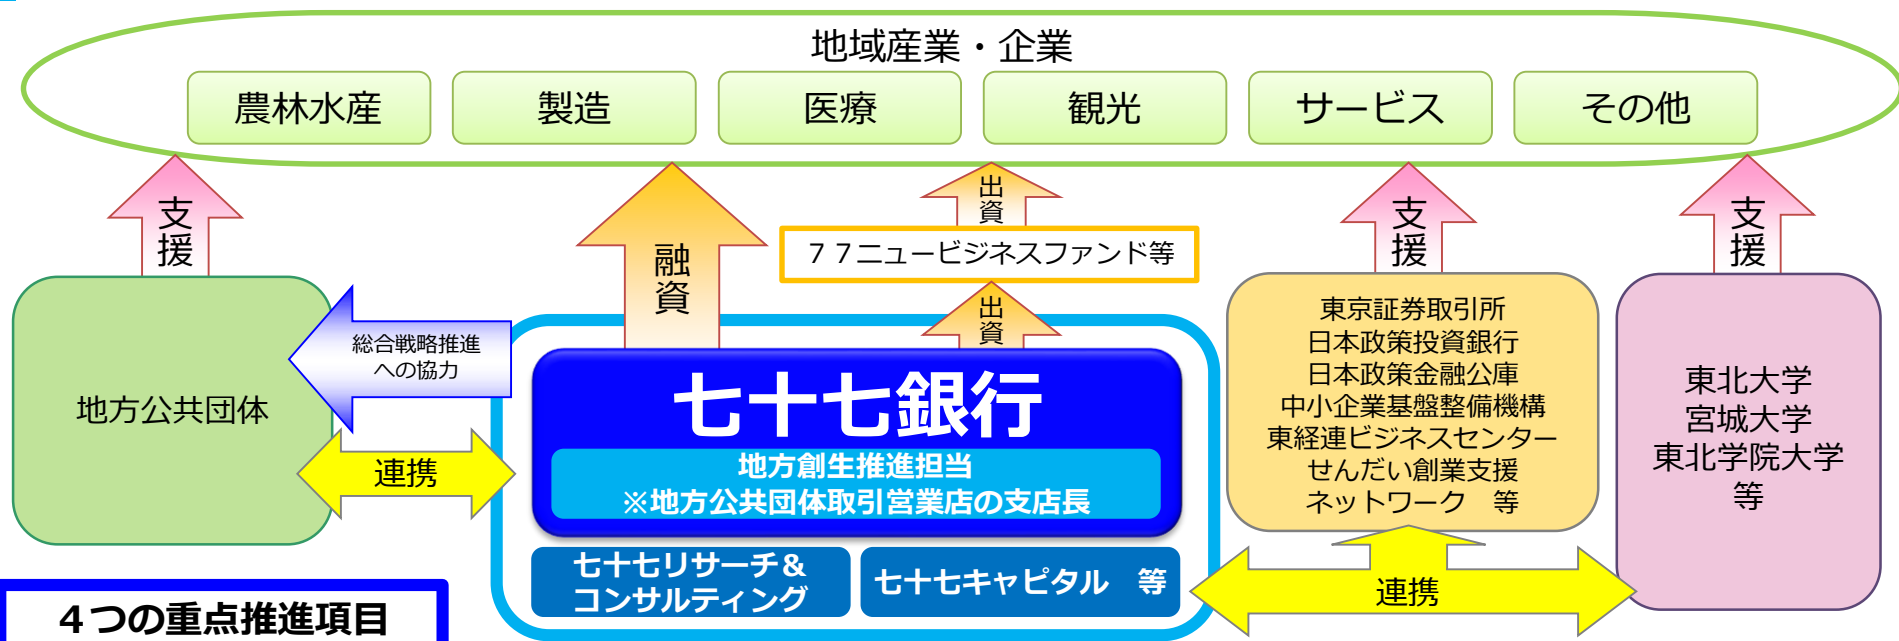 地域産業・企業
農林水産
製造
医療
観光
サービス
その他
支援
融資
出資
７７ニュービジネスファンド等
出資
支援
支援
地方公共団体
総合戦略推進
への協力
連携
七十七銀行
地方創生推進担当
※地方公共団体取引営業店の支店長
七十七リサーチ＆
コンサルティング
七十七キャピタル　等
東京証券取引所
日本政策投資銀行
日本政策金融公庫
中小企業基盤整備機構
東経連ビジネスセンター
せんだい創業支援
ネットワーク　等
東北大学
宮城大学
東北学院大学
等
連携
４つの重点推進項目